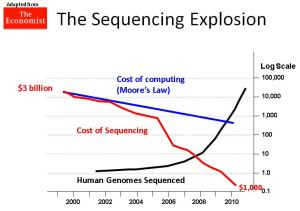 Adapted from
The
Economist
The Sequencing Explosion
Log Scale
100,000
10,000
1,000
100
10
1.0
0.1
$3 billion
Cost of computing
(Moore's Law)
Cost of Sequencing
Human Genomes Sequenced
$1,000
2000
2002
2004
2006
2008
2010